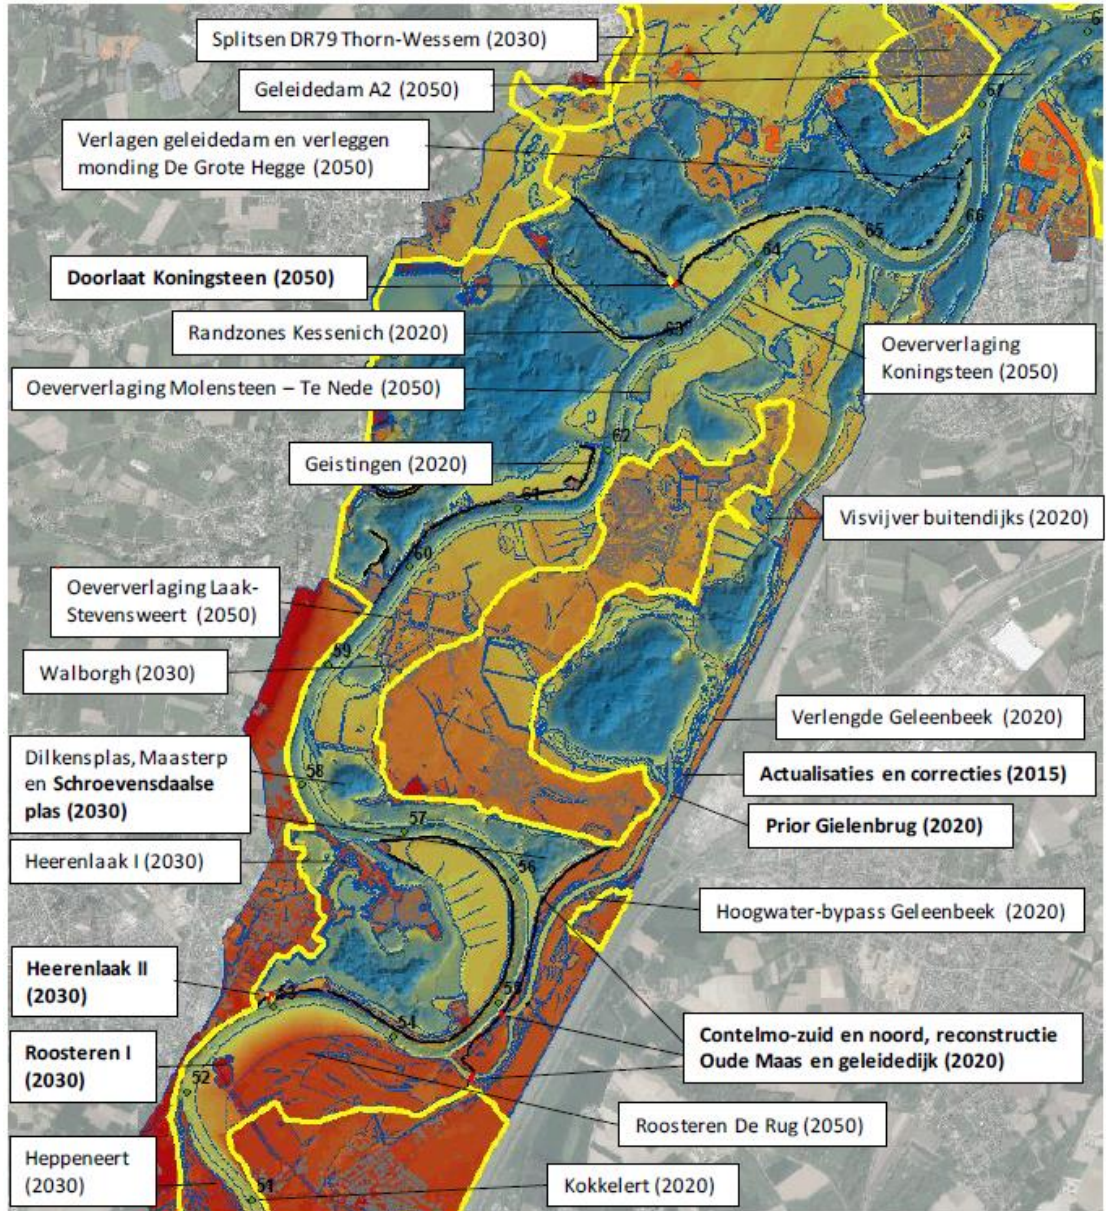 Splitsen DR79 Thorn-Wessem (2030)
Geleidedam A2 (2050)
Verlagen geleidedam en verleggen
monding De Grote Hegge (2050)
67
66
65
64
Doorlaat Koningsteen (2050)
Randzones Kessenich (2020)
63
Oeververlaging
Koningsteen (2050)
Oeververlaging Molensteen – Te Nede (2050)
62
Geistingen (2020)
61
Visvijver buitendijks (2020)
60
Oeververlaging Laak-
Stevensweert (2050)
59
Walborgh (2030)
Verlengde Geleenbeek (2020)
Dilkensplas, Maasterp
en Schroevensdaalse
plas (2030)
58
Actualisaties en correcties (2015)
57
Prior Gielenbrug (2020)
Heerenlaak I (2030)
56
Hoogwater-bypass Geleenbeek (2020)
Heerenlaak II
(2030)
53
55
54
Contelmo-zuid en noord, reconstructie
Oude Maas en geleidedijk (2020)
Roosteren I
(2030)
52
Roosteren De Rug (2050)
Heppeneert
(2030)
51
Kokkelert (2020)